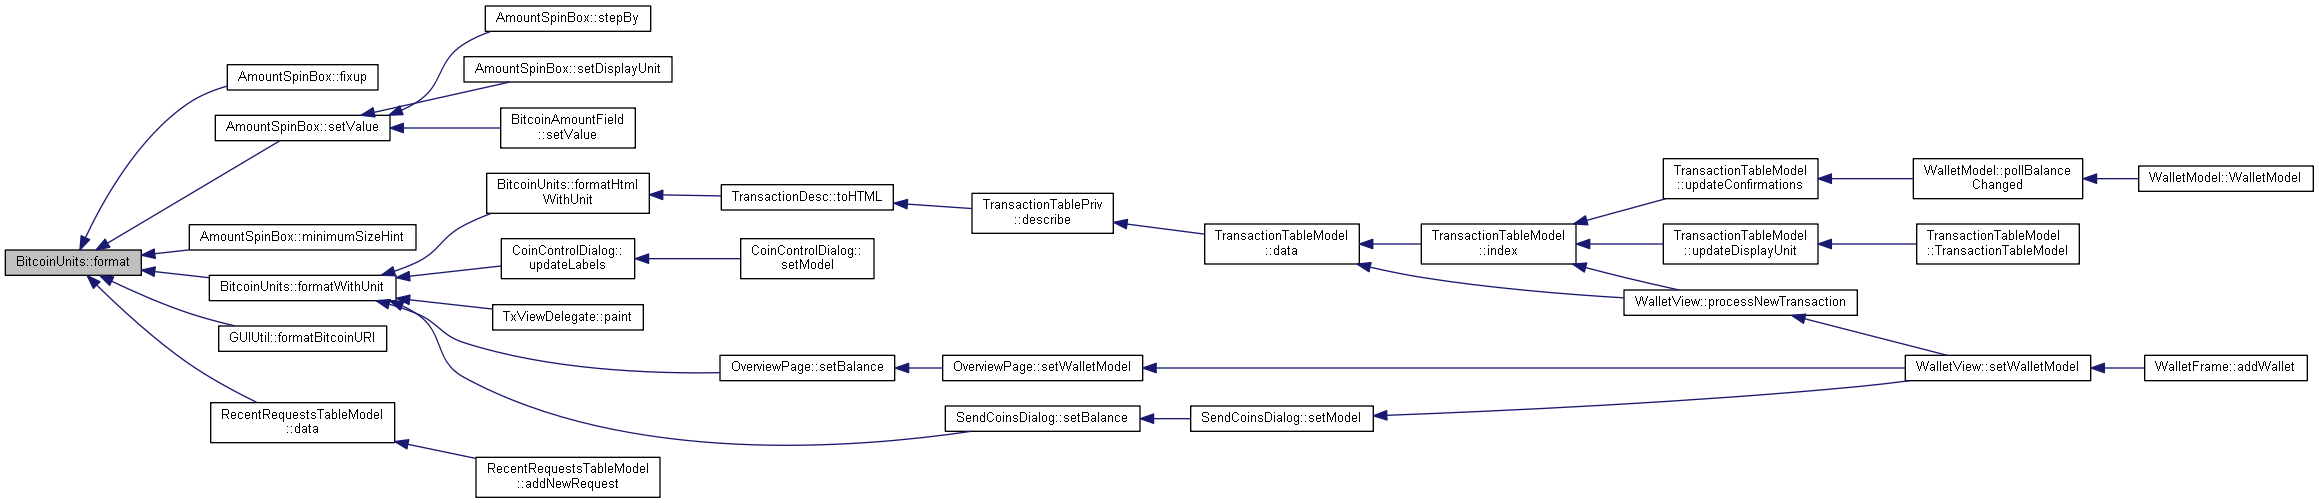 AmountSpinBox::stepBy
AmountSpinBox::fixup
AmountSpinBox::setDisplayUnit
AmountSpinBox::setValue
BitcoinAmountField
::setValue
BitcoinUnits::formatHtml
WithUnit
TransactionDesc::toHTML
TransactionTablePriv
::describe
TransactionTableModel
::data
TransactionTableModel
::index
TransactionTableModel
::updateConfirmations
WalletModel::pollBalance
Changed
WalletModel::WalletModel
AmountSpinBox::minimumSizeHint
CoinControlDialog::
updateLabels
CoinControlDialog::
setModel
TransactionTableModel
::updateDisplayUnit
TransactionTableModel
::TransactionTableModel
BitcoinUnits::format
BitcoinUnits::formatWithUnit
TxViewDelegate::paint
WalletView::processNewTransaction
GUIUtil::formatBitcoinURI
OverviewPage::setBalance
OverviewPage::setWalletModel
WalletView::setWalletModel
WalletFrame::addWallet
RecentRequestsTableModel
::data
SendCoinsDialog::setBalance
SendCoinsDialog::setModel
RecentRequestsTableModel
::addNewRequest